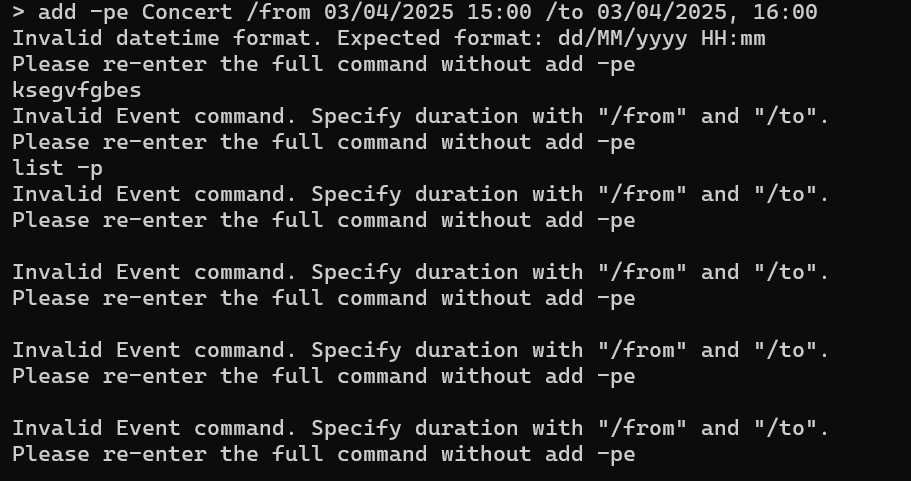 > add -pe Concert /from 03/04/2025 15:00 /to 03/04/2025, 16:00
Invalid datetime format. Expected format: dd/MM/yyyy HH:mm
Please re-enter the full command without add -pe
ksegvfgbes
Invalid Event command. Specify duration with "/from" and "/to".
Please re-enter the full command without add -pe
list -p
Invalid Event command. Specify duration with "/from" and "/to".
Please re-enter the full command without add -pe
Invalid Event command. Specify duration with "/from" and "/to".
Please re-enter the full command without add -pe
Invalid Event command. Specify duration with "/from" and "/to".
Please re-enter the full command without add -pe
Invalid Event command. Specify duration with "/from" and "/to".
Please re-enter the full command without add -pe